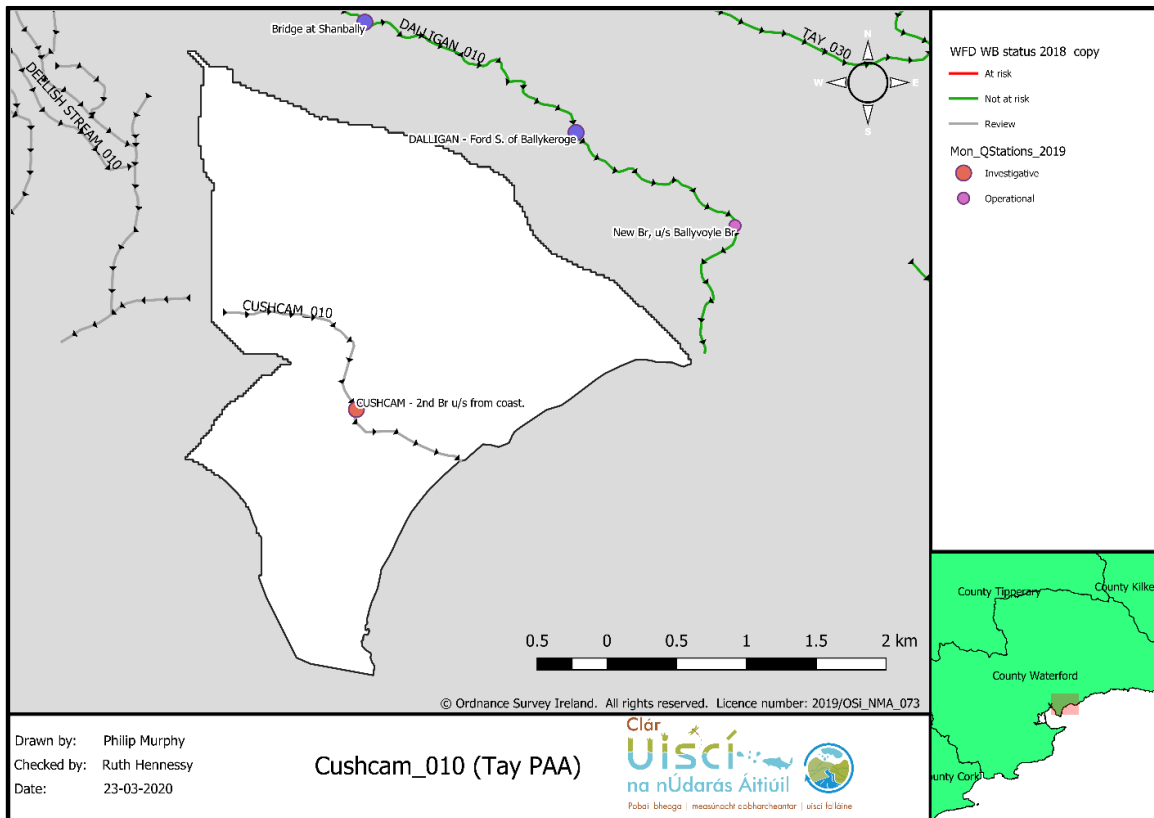 Bridge at Shanbally
DALLIGAN_010
TAY_030
N
W
E
S
DEELISH STREAM_010
DALLIGAN - Ford S. of Ballykeroge
New Br, u/s Ballyvoyle Br
CUSHCAM_010
CUSHCAM - 2nd Br u/s from coast.
0.5 0 0.5 1 1.5 2 km
© Ordnance Survey Ireland. All rights reserved. Licence number: 2019/OSi_NMA_073
WFD WB status 2018 copy
At risk
Not at risk
Review
Mon_QStations_2019
Investigative
Operational
County Tipperary
County Kilke
County Waterford
ounty Cork
Drawn by: Philip Murphy
Checked by: Ruth Hennessy
Date: 23-03-2020
Cushcam_010 (Tay PAA)
Clár
Uiscí
na nÚdarás Áitiúil
Pobail bheoga | measúnacht cobharcheantar | uiscí folláine